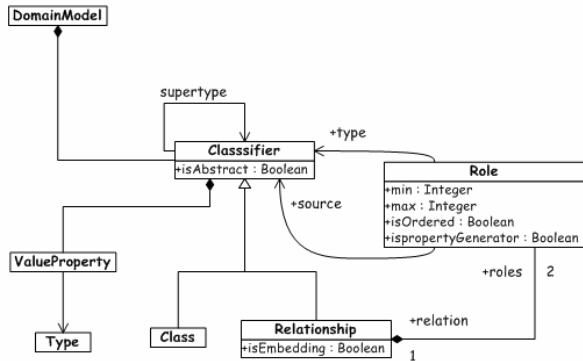 DomainModel
supertype
Classsifier
+isAbstract : Boolean
+type
Role
+min : Integer
+max : Integer
+isOrdered : Boolean
+ispropertyGenerator : Boolean
+source
ValueProperty
+roles
2
Type
Class
Relationship
+isEmbedding : Boolean
+relation
1